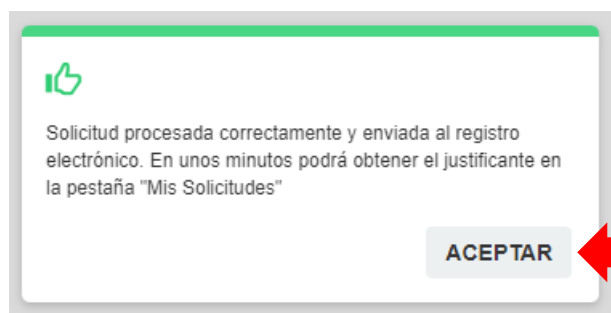 Solicitud procesada correctamente y enviada al registro
electrónico. En unos minutos podrá obtener el justificante en
la pestaña "Mis Solicitudes"
ACEPTAR